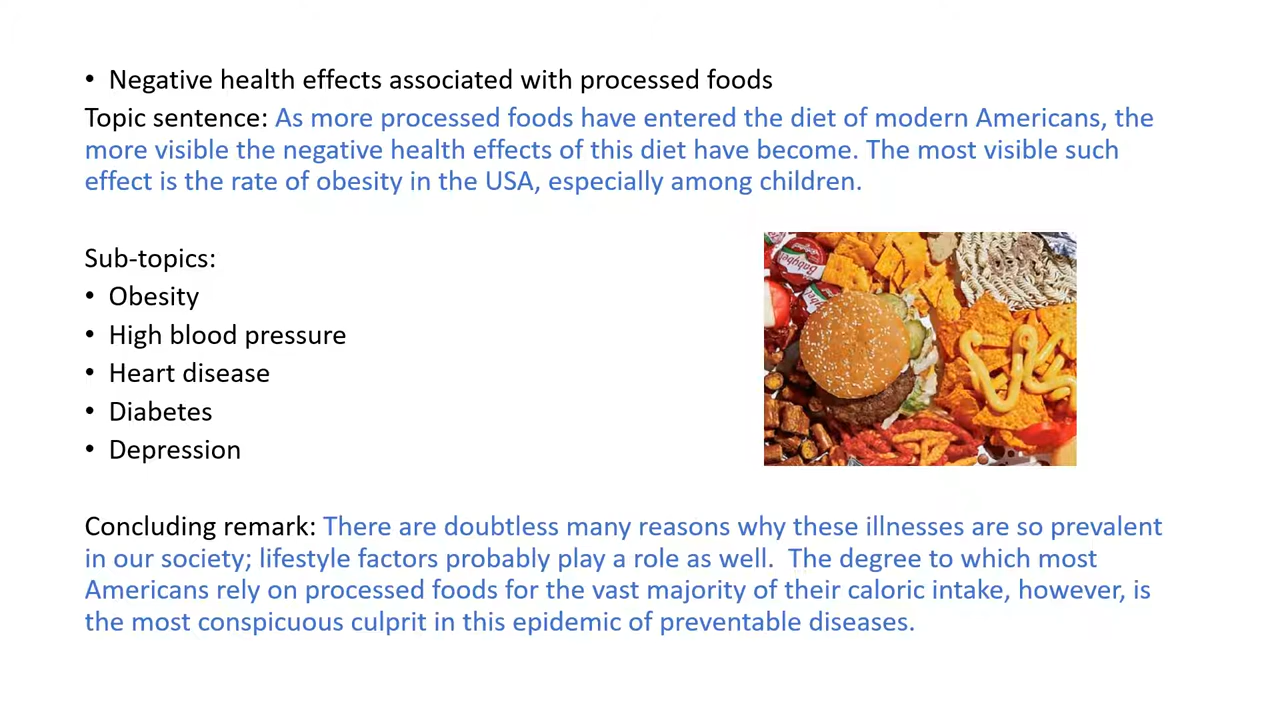 • Negative health effects associated with processed foods
Topic sentence: As more processed foods have entered the diet of modern Americans, the
more visible the negative health effects of this diet have become. The most visible such
effect is the rate of obesity in the USA, especially among children.
Sub-topics:
• Obesity
• High blood pressure
• Heart disease
• Diabetes
• Depression
Babybel
Concluding remark: There are doubtless many reasons why these illnesses are so prevalent
in our society; lifestyle factors probably play a role as well.  The degree to which most
Americans rely on processed foods for the vast majority of their caloric intake, however, is
the most conspicuous culprit in this epidemic of preventable diseases.